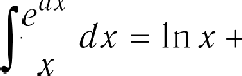 ∫ e^{ax}/x dx = ln x +